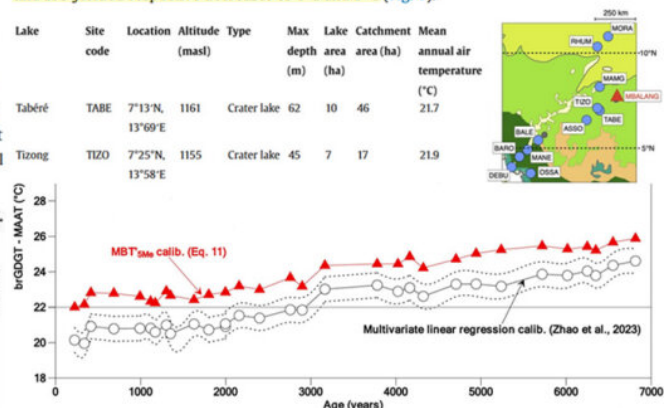 Lake Site code Location Altitude (masl) Type Max depth (m) Lake area (ha) Catchment area (ha) Mean annual air temperature (°C)
Tabéré TABE 7°13′N, 13°69′E 1161 Crater lake 62 10 46 21.7
Tizong TIZO 7°25′N, 13°58′E 1155 Crater lake 45 7 17 21.9
250 km
MORA
RHUM
10°N
MAMG
MBALANG
TIZO
TABE
ASSO
BALE
BARO
5°N
MANE
DEBU
OSSA
brGDGT - MAAT (°C)
28
26
24
22
20
18
MBT'5Me calib. (Eq. 11)
Multivariate linear regression calib. (Zhao et al., 2023)
0 1000 2000 3000 4000 5000 6000 7000
Age (years)